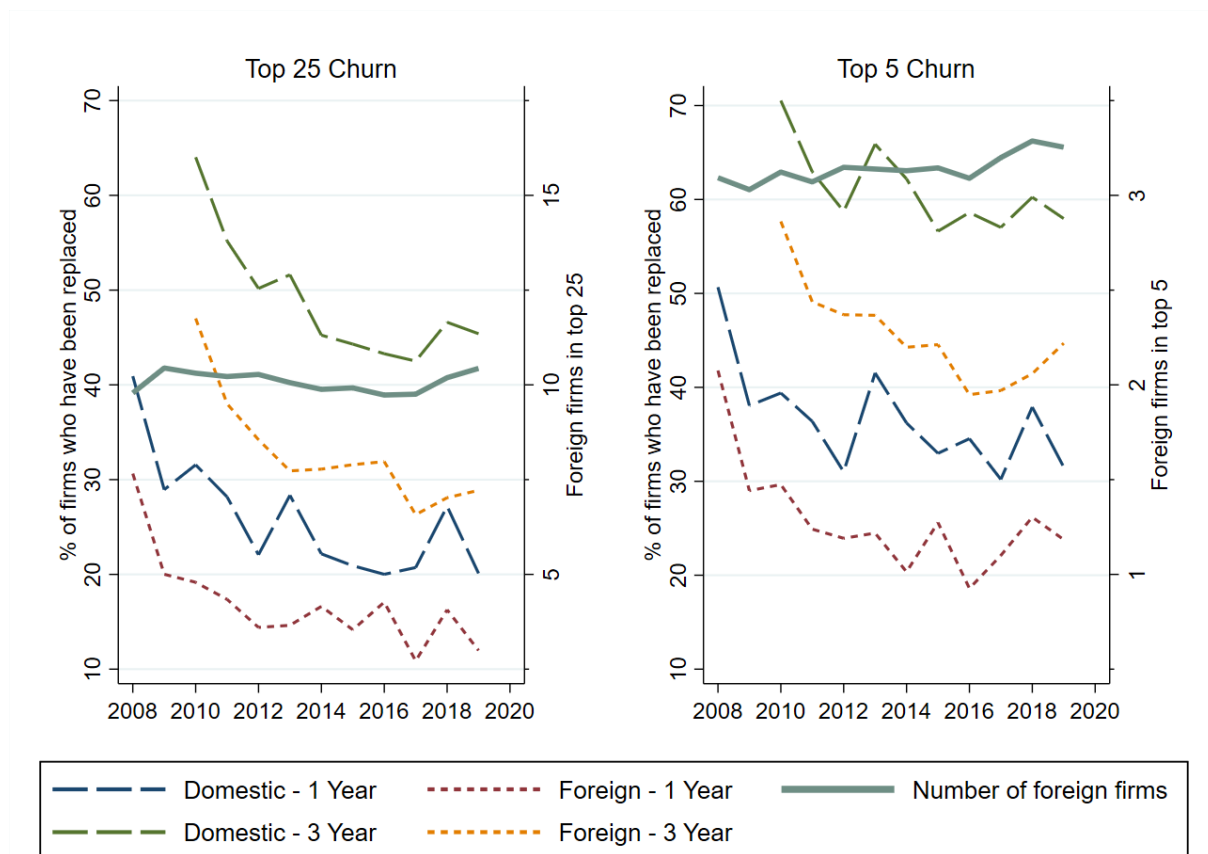 Top 25 Churn
% of firms who have been replaced
70
60
50
40
30
20
10
Foreign firms in top 25
15
10
5
2008 2010 2012 2014 2016 2018 2020
Top 5 Churn
% of firms who have been replaced
70
60
50
40
30
20
10
Foreign firms in top 5
3
2
1
2008 2010 2012 2014 2016 2018 2020
Domestic - 1 Year Foreign - 1 Year Number of foreign firms
Domestic - 3 Year Foreign - 3 Year